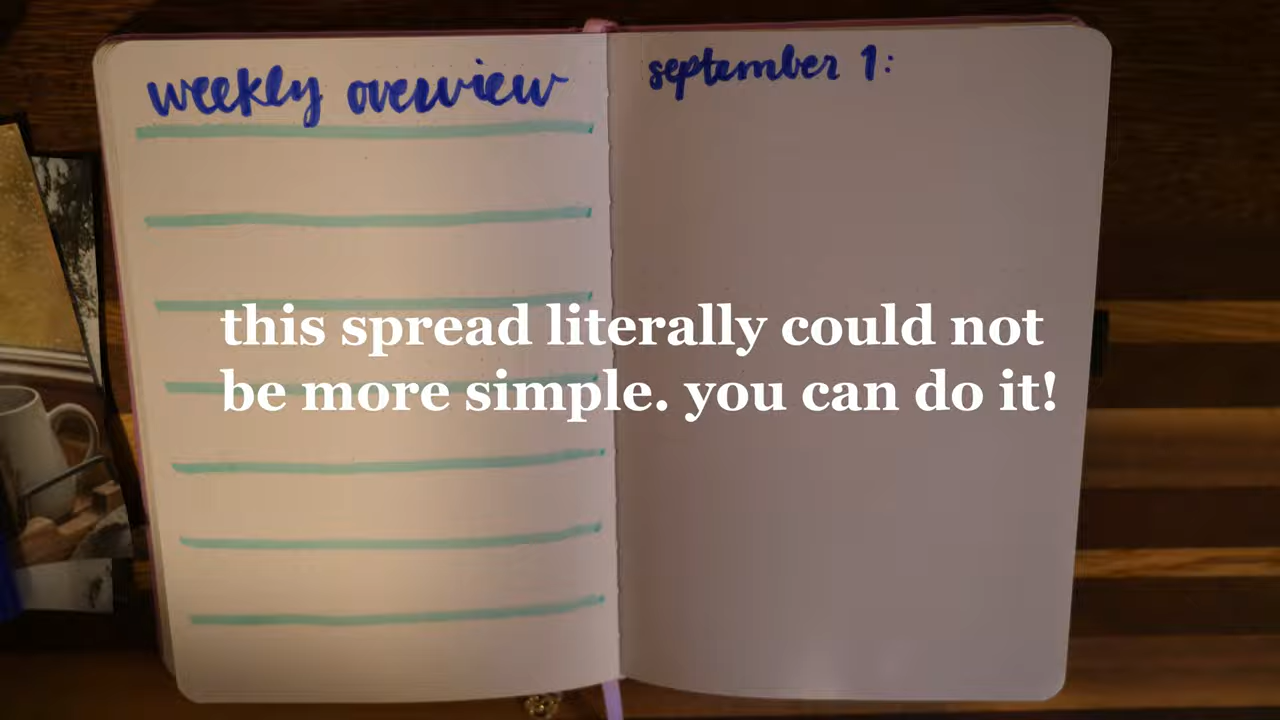 weekly overview
september 1:
this spread literally could not
be more simple. you can do it!